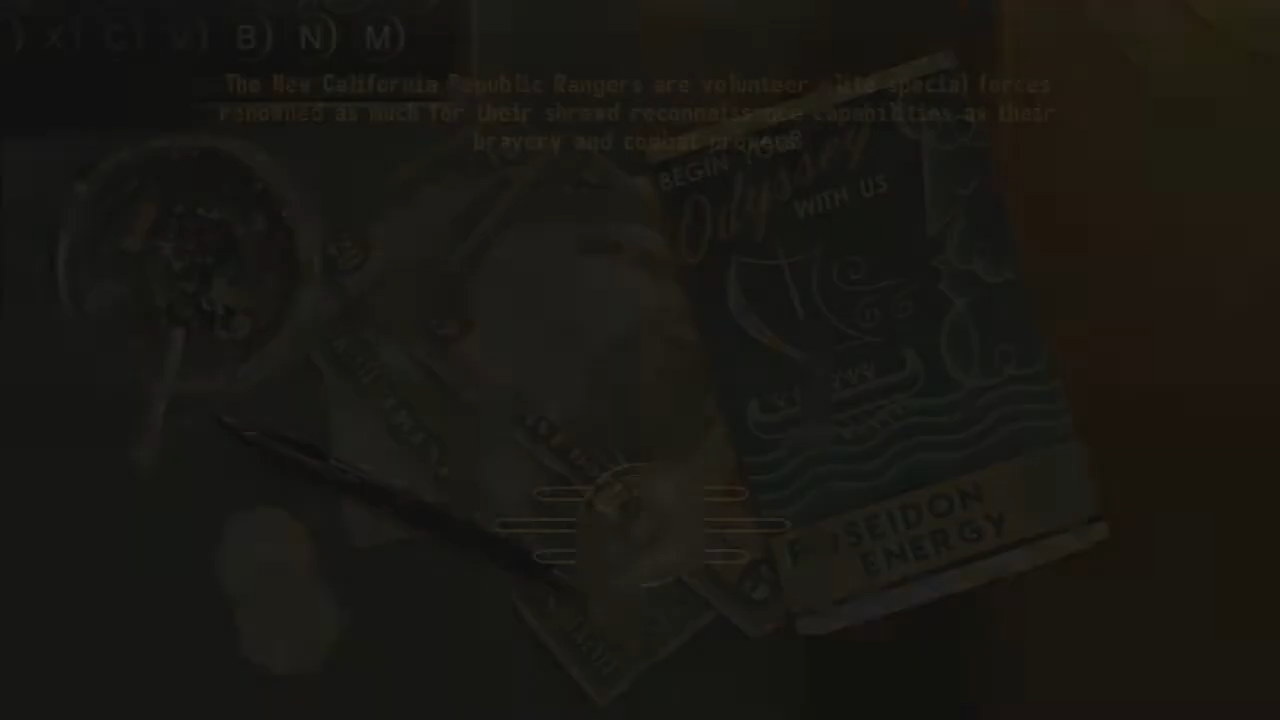 X) C) V) B) N) M)
The New California Republic Rangers are volunteer, elite special forces
renowned as much for their shrewd reconnaissance capabilities as their
bravery and combat prowess
BEGIN YOUR
Odyssey
WITH US
POSEIDON
ENERGY